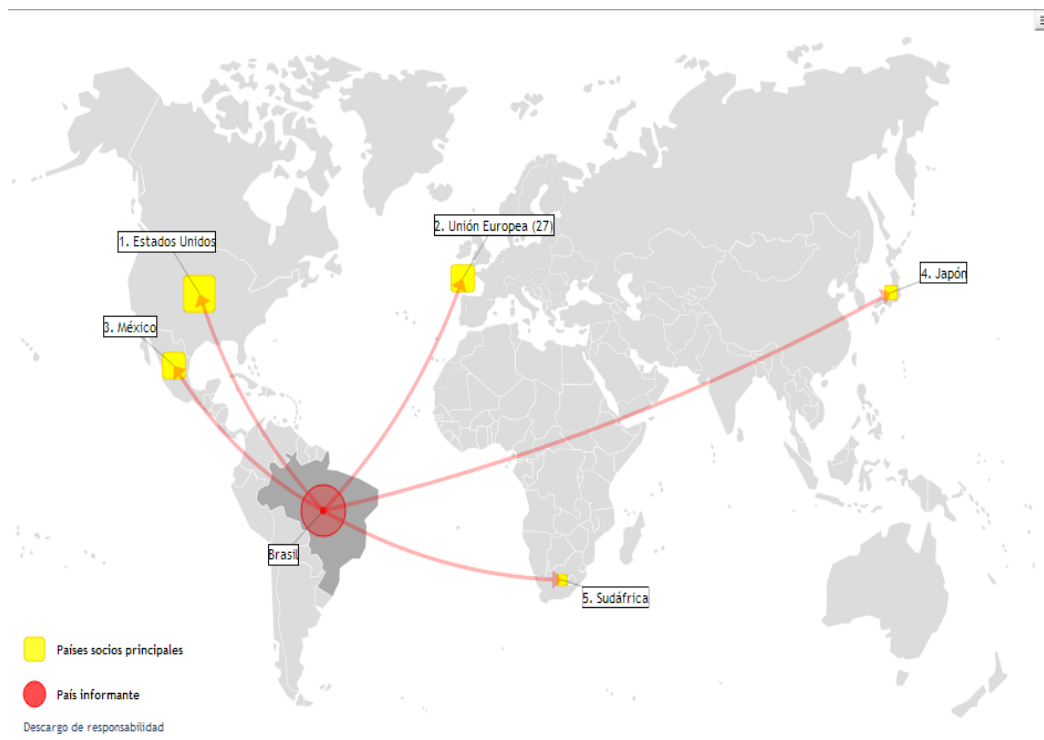 2. Unión Europea (27)
1. Estados Unidos
4. Japón
3. México
Brasil
5. Sudáfrica
Países socios principales
País informante
Descargo de responsabilidad